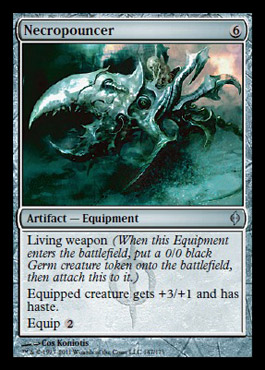 Necropouncer 6
Artifact — Equipment
Living weapon (When this Equipment
enters the battlefield, put a 0/0 black
Germ creature token onto the battlefield,
then attach this to it.)
Equipped creature gets +3/+1 and has
haste.
Equip 2
Cos Koniotis
™ & © 1993–2011 Wizards of the Coast LLC